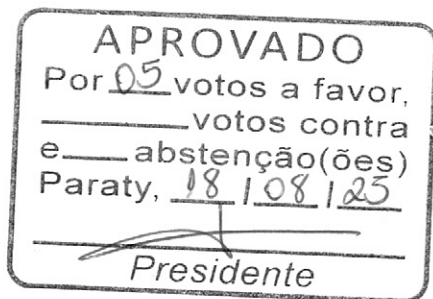 APROVADO
Por 05 votos a favor,
votos contra
e abstenção(ões)
Paraty, 18 / 08 / 25
Presidente